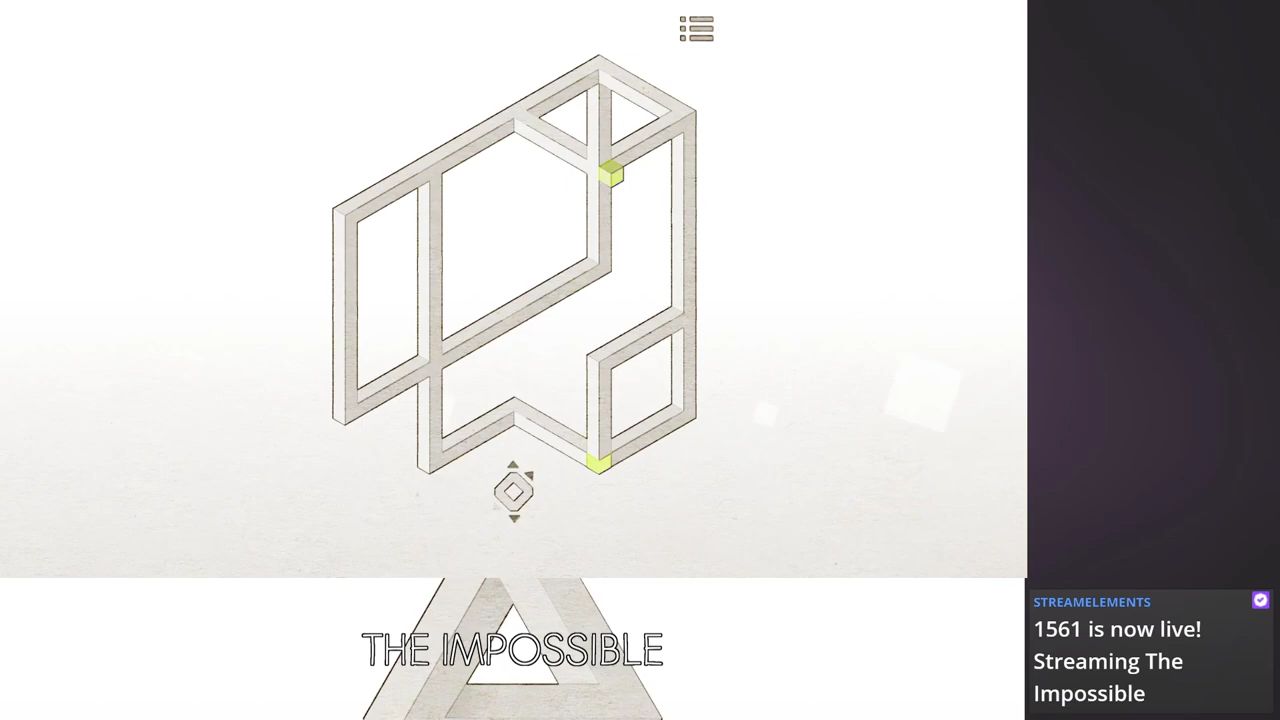 THE IMPOSSIBLE
STREAMELEMENTS
1561 is now live!
Streaming The
Impossible